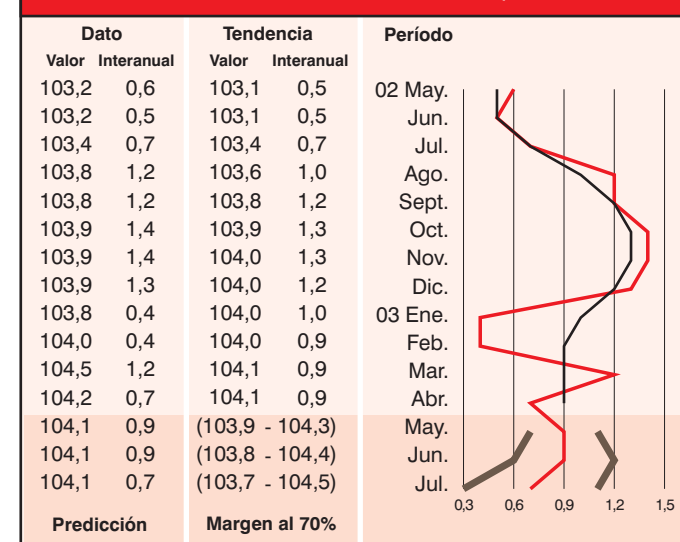 Dato Tendencia Período
Valor Interanual Valor Interanual
103,2 0,6 103,1 0,5 02 May.
103,2 0,5 103,1 0,5 Jun.
103,4 0,7 103,4 0,7 Jul.
103,8 1,2 103,6 1,0 Ago.
103,8 1,2 103,8 1,2 Sept.
103,9 1,4 103,9 1,3 Oct.
103,9 1,4 104,0 1,3 Nov.
103,9 1,3 104,0 1,2 Dic.
103,8 0,4 104,0 1,0 03 Ene.
104,0 0,4 104,0 0,9 Feb.
104,5 1,2 104,1 0,9 Mar.
104,2 0,7 104,1 0,9 Abr.
104,1 0,9 (103,9 - 104,3) May.
104,1 0,9 (103,8 - 104,4) Jun.
104,1 0,7 (103,7 - 104,5) Jul.
0,3 0,6 0,9 1,2 1,5
Predicción Margen al 70%